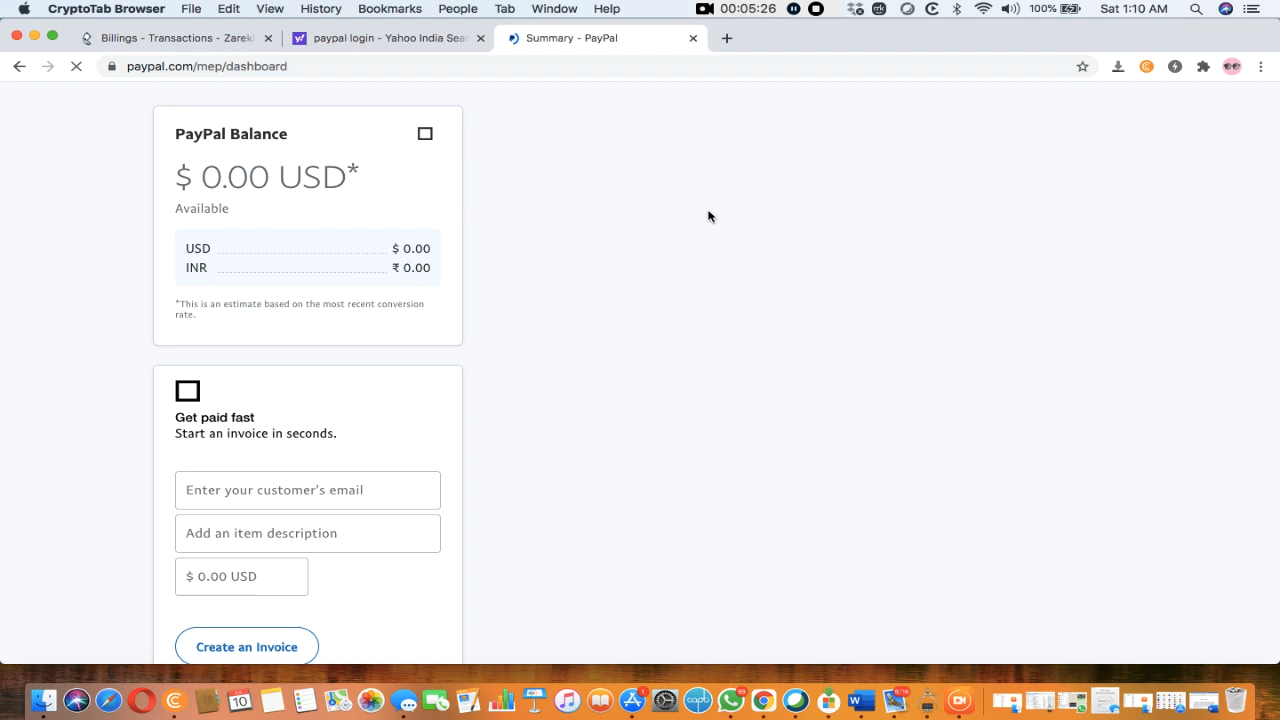 CryptoTab Browser File Edit View History Bookmarks People Tab Window Help 00:05:26 100% Sat 1:10 AM
Billings - Transactions - Zarekl paypal login - Yahoo India Sear Summary - PayPal
paypal.com/mep/dashboard
PayPal Balance
$ 0.00 USD*
Available
USD $ 0.00
INR ₹ 0.00
*This is an estimate based on the most recent conversion
rate.
Get paid fast
Start an invoice in seconds.
Enter your customer's email
Add an item description
$ 0.00 USD
Create an Invoice